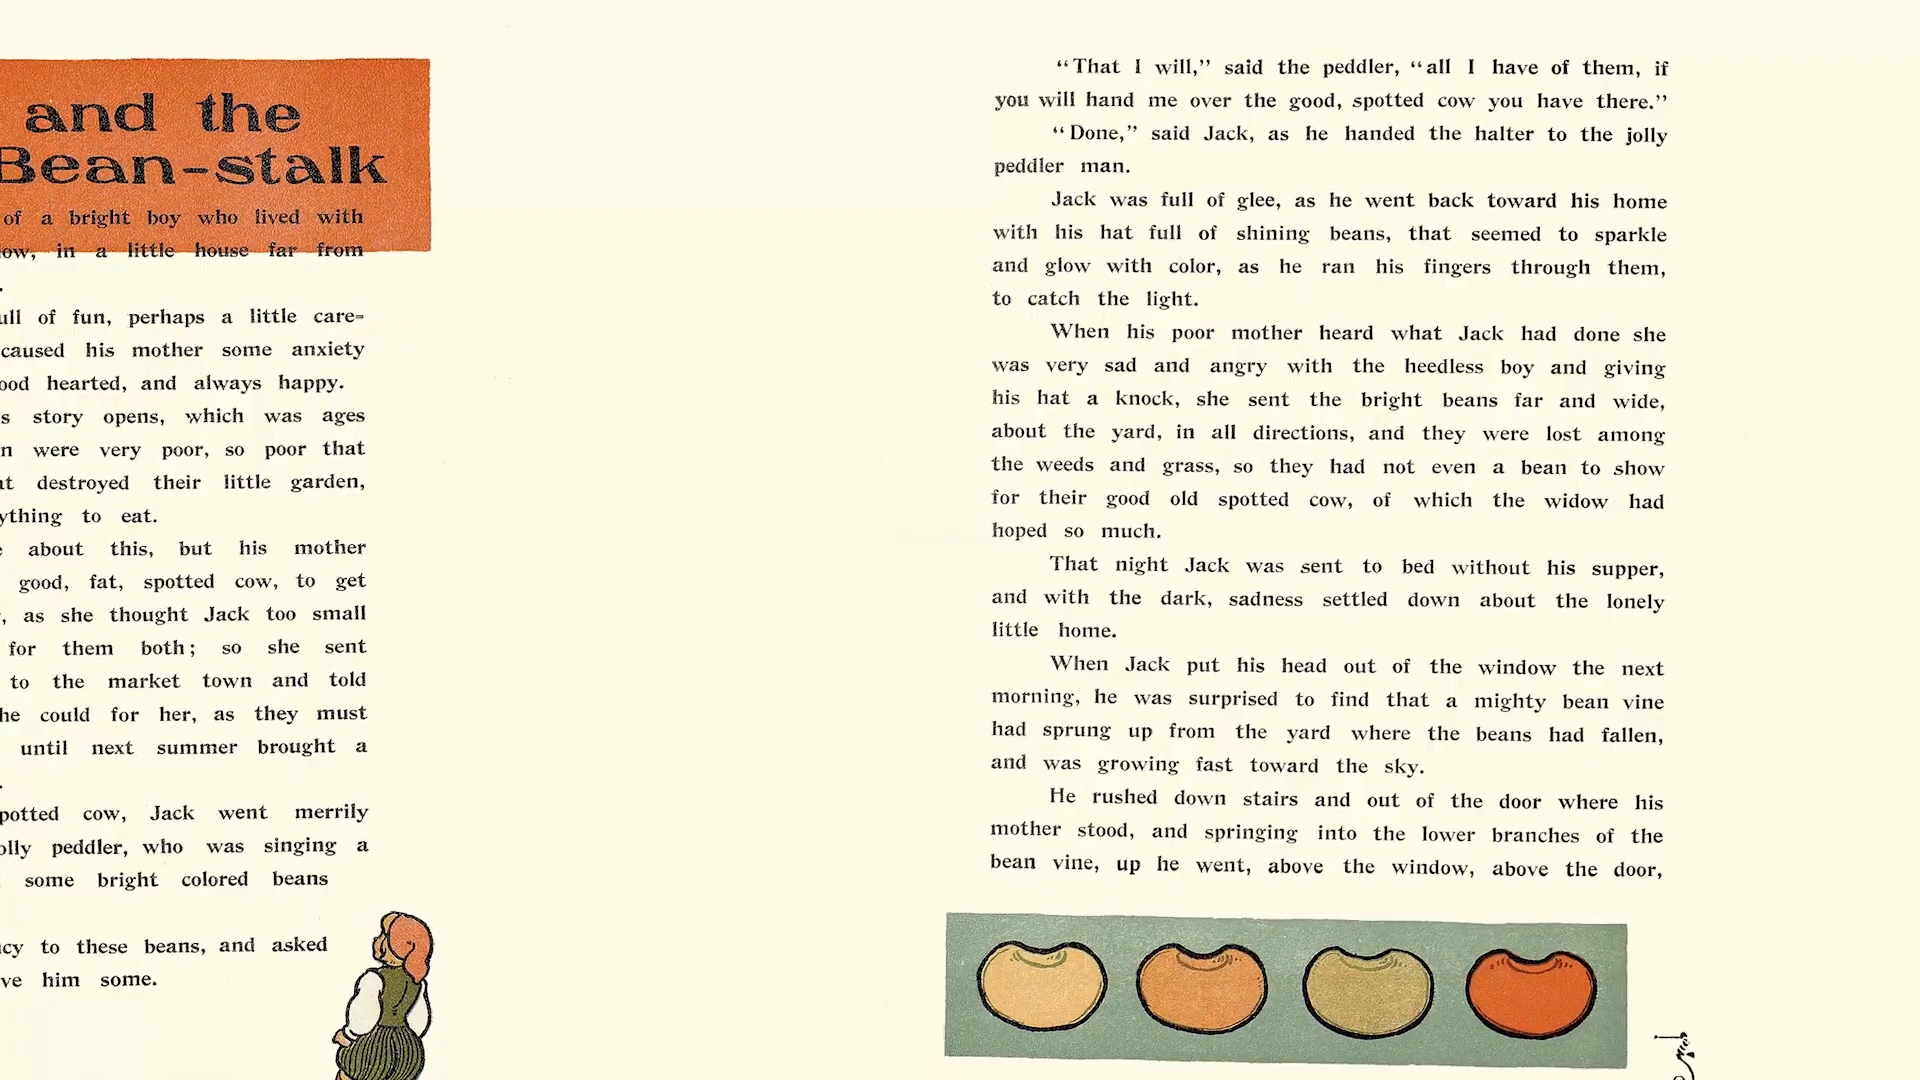 and the
Bean-stalk
of a bright boy who lived with
in a little house far from
of fun, perhaps a little care-
caused his mother some anxiety
hearted, and always happy.
story opens, which was ages
were very poor, so poor that
destroyed their little garden,
to eat.
about this, but his mother
good, fat, spotted cow, to get
as she thought Jack too small
for them both; so she sent
to the market town and told
he could for her, as they must
until next summer brought a
cow, Jack went merrily
peddler, who was singing a
some bright colored beans
to these beans, and asked
him some.
“That I will,” said the peddler, “all I have of them, if
you will hand me over the good, spotted cow you have there.”
“Done,” said Jack, as he handed the halter to the jolly
peddler man.
Jack was full of glee, as he went back toward his home
with his hat full of shining beans, that seemed to sparkle
and glow with color, as he ran his fingers through them,
to catch the light.
When his poor mother heard what Jack had done she
was very sad and angry with the heedless boy and giving
his hat a knock, she sent the bright beans far and wide,
about the yard, in all directions, and they were lost among
the weeds and grass, so they had not even a bean to show
for their good old spotted cow, of which the widow had
hoped so much.
That night Jack was sent to bed without his supper,
and with the dark, sadness settled down about the lonely
little home.
When Jack put his head out of the window the next
morning, he was surprised to find that a mighty bean vine
had sprung up from the yard where the beans had fallen,
and was growing fast toward the sky.
He rushed down stairs and out of the door where his
mother stood, and springing into the lower branches of the
bean vine, up he went, above the window, above the door,